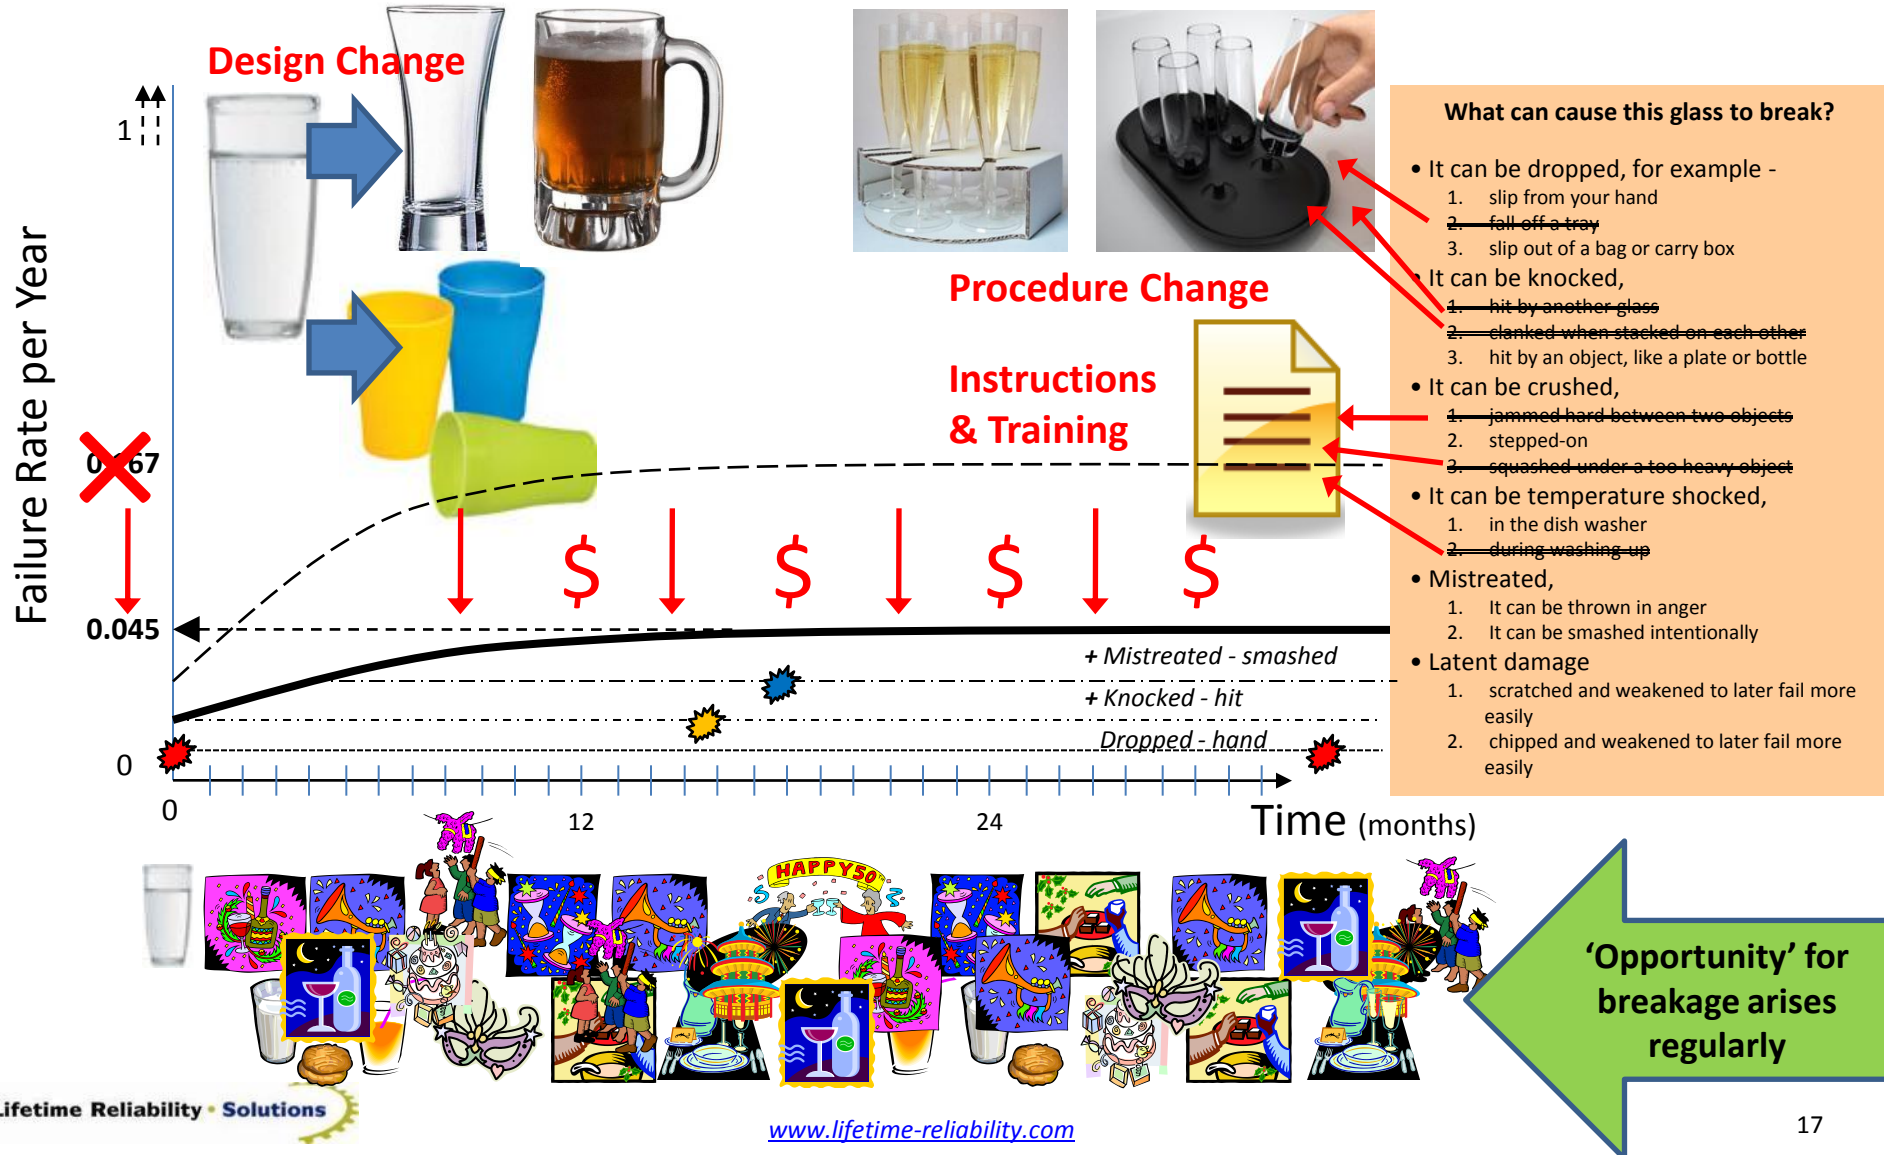 Design Change
1
Failure Rate per Year
0.067
0.045
0
0
12
24
Time (months)
Procedure Change
Instructions
& Training
$ $ $ $
+ Mistreated - smashed
+ Knocked - hit
Dropped - hand
What can cause this glass to break?
• It can be dropped, for example -
1. slip from your hand
2. fall off a tray
3. slip out of a bag or carry box
• It can be knocked,
1. hit by another glass
2. clanked when stacked on each other
3. hit by an object, like a plate or bottle
• It can be crushed,
1. jammed hard between two objects
2. stepped-on
3. squashed under a too heavy object
• It can be temperature shocked,
1. in the dish washer
2. during washing-up
• Mistreated,
1. It can be thrown in anger
2. It can be smashed intentionally
• Latent damage
1. scratched and weakened to later fail more
easily
2. chipped and weakened to later fail more
easily
HAPPY 50
'Opportunity' for
breakage arises
regularly
Lifetime Reliability • Solutions
www.lifetime-reliability.com
17